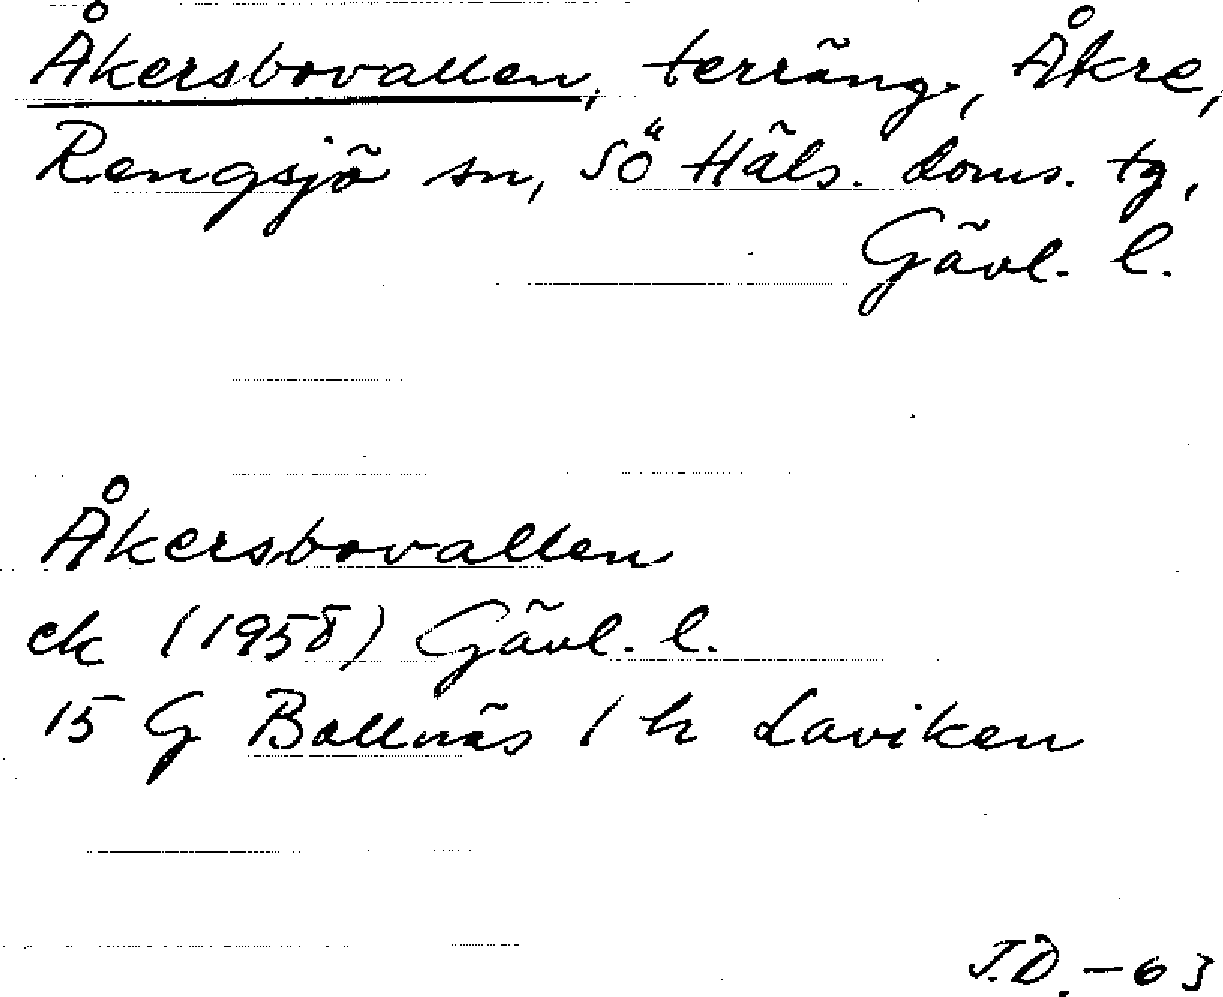 Åkersbovallen, terräng, Åkre,
Rengsjö sn, Sö Häls. doms. tg,
Gävl. l.
Åkersbovallen
ek (1958) Gävl. l.
15 G Bollnäs 1 h Laviken
J.D. -63